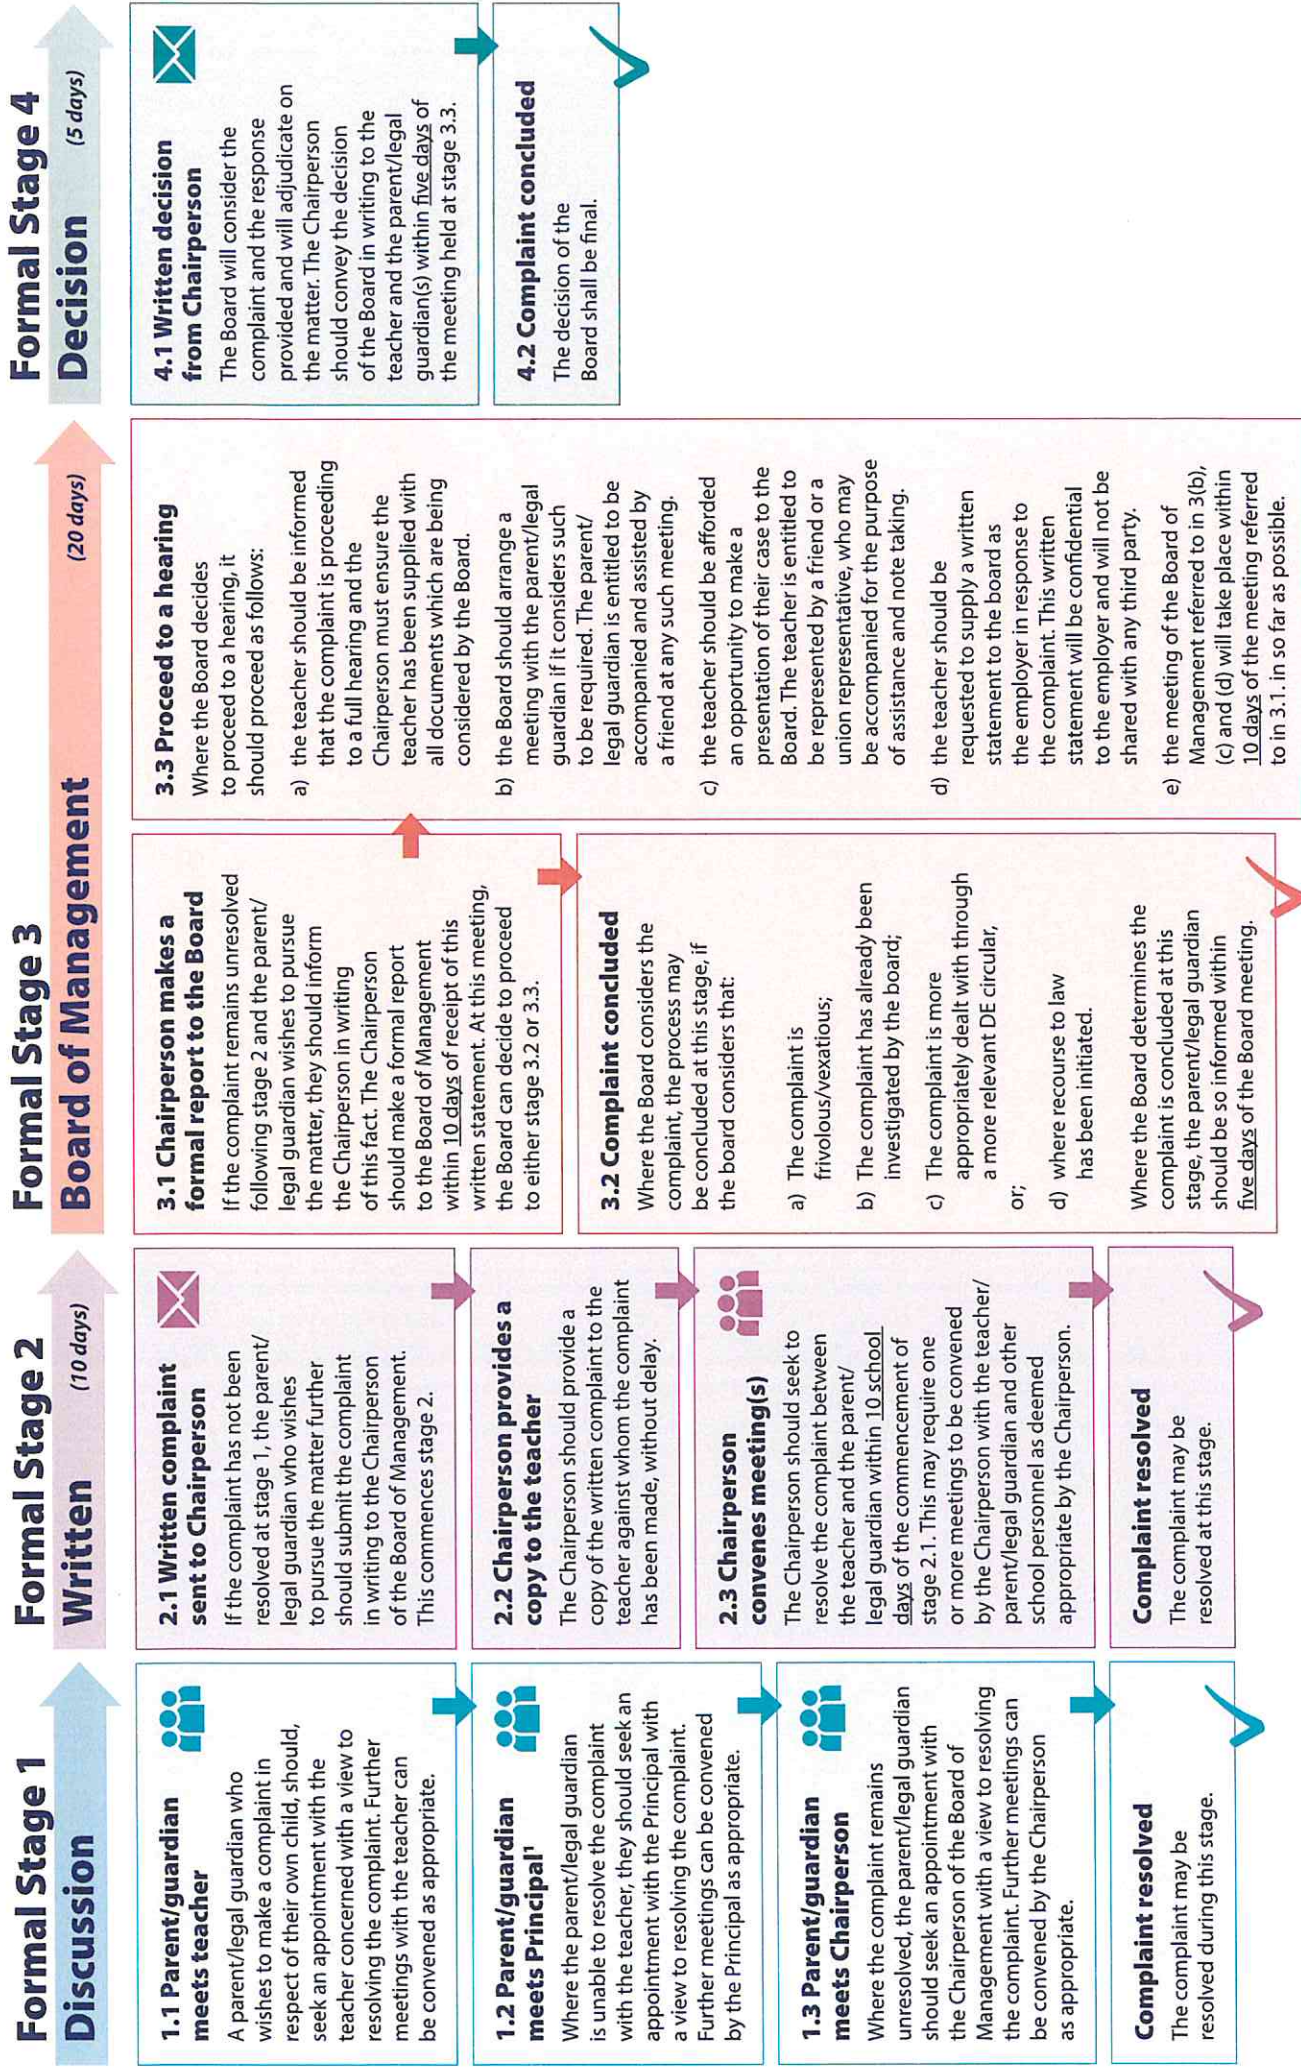 Formal Stage 1
Discussion
1.1 Parent/guardian
meets teacher
A parent/legal guardian who
wishes to make a complaint in
respect of their own child, should,
seek an appointment with the
teacher concerned with a view to
resolving the complaint. Further
meetings with the teacher can
be convened as appropriate.
1.2 Parent/guardian
meets Principal¹
Where the parent/legal guardian
is unable to resolve the complaint
with the teacher, they should seek an
appointment with the Principal with
a view to resolving the complaint.
Further meetings can be convened
by the Principal as appropriate.
1.3 Parent/guardian
meets Chairperson
Where the complaint remains
unresolved, the parent/legal guardian
should seek an appointment with
the Chairperson of the Board of
Management with a view to resolving
the complaint. Further meetings can
be convened by the Chairperson
as appropriate.
Complaint resolved
The complaint may be
resolved during this stage.
Formal Stage 2
Written (10 days)
2.1 Written complaint
sent to Chairperson
If the complaint has not been
resolved at stage 1, the parent/
legal guardian who wishes
to pursue the matter further
should submit the complaint
in writing to the Chairperson
of the Board of Management.
This commences stage 2.
2.2 Chairperson provides a
copy to the teacher
The Chairperson should provide a
copy of the written complaint to the
teacher against whom the complaint
has been made, without delay.
2.3 Chairperson
convenes meeting(s)
The Chairperson should seek to
resolve the complaint between
the teacher and the parent/
legal guardian within 10 school
days of the commencement of
stage 2.1. This may require one
or more meetings to be convened
by the Chairperson with the teacher/
parent/legal guardian and other
school personnel as deemed
appropriate by the Chairperson.
Complaint resolved
The complaint may be
resolved at this stage.
Formal Stage 3
Board of Management (20 days)
3.1 Chairperson makes a
formal report to the Board
If the complaint remains unresolved
following stage 2 and the parent/
legal guardian wishes to pursue
the matter, they should inform
the Chairperson in writing
of this fact. The Chairperson
should make a formal report
to the Board of Management
within 10 days of receipt of this
written statement. At this meeting,
the Board can decide to proceed
to either stage 3.2 or 3.3.
3.2 Complaint concluded
Where the Board considers the
complaint, the process may
be concluded at this stage, if
the board considers that:
a) The complaint is
frivolous/vexatious;
b) The complaint has already been
investigated by the board;
c) The complaint is more
appropriately dealt with through
a more relevant DE circular,
or;
d) where recourse to law
has been initiated.
Where the Board determines the
complaint is concluded at this
stage, the parent/legal guardian
should be so informed within
five days of the Board meeting.
3.3 Proceed to a hearing
Where the Board decides
to proceed to a hearing, it
should proceed as follows:
a) the teacher should be informed
that the complaint is proceeding
to a full hearing and the
Chairperson must ensure the
teacher has been supplied with
all documents which are being
considered by the Board.
b) the Board should arrange a
meeting with the parent/legal
guardian if it considers such
to be required. The parent/
legal guardian is entitled to be
accompanied and assisted by
a friend at any such meeting.
c) the teacher should be afforded
an opportunity to make a
presentation of their case to the
Board. The teacher is entitled to
be represented by a friend or a
union representative, who may
be accompanied for the purpose
of assistance and note taking.
d) the teacher should be
requested to supply a written
statement to the board as
the employer in response to
the complaint. This written
statement will be confidential
to the employer and will not be
shared with any third party.
e) the meeting of the Board of
Management referred to in 3(b),
(c) and (d) will take place within
10 days of the meeting referred
to in 3.1. in so far as possible.
Formal Stage 4
Decision (5 days)
4.1 Written decision
from Chairperson
The Board will consider the
complaint and the response
provided and will adjudicate on
the matter. The Chairperson
should convey the decision
of the Board in writing to the
teacher and the parent/legal
guardian(s) within five days of
the meeting held at stage 3.3.
4.2 Complaint concluded
The decision of the
Board shall be final.